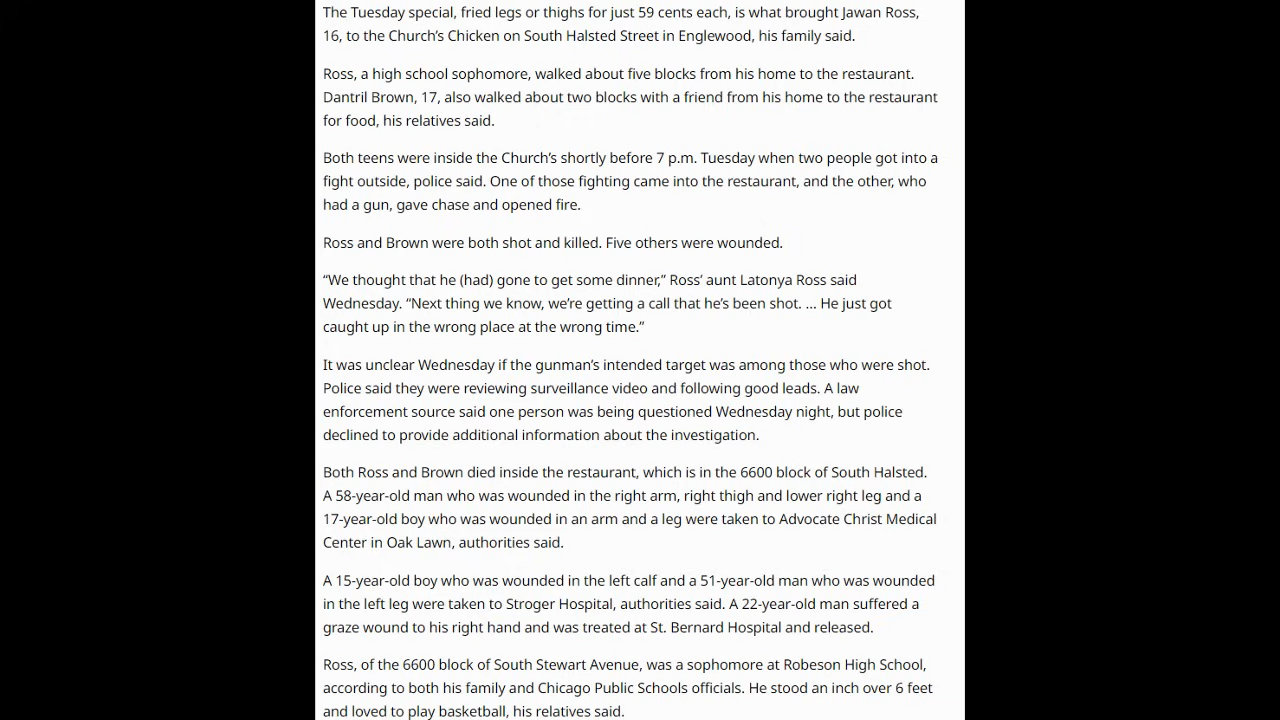 The Tuesday special, fried legs or thighs for just 59 cents each, is what brought Jawan Ross,
16, to the Church’s Chicken on South Halsted Street in Englewood, his family said.
Ross, a high school sophomore, walked about five blocks from his home to the restaurant.
Dantril Brown, 17, also walked about two blocks with a friend from his home to the restaurant
for food, his relatives said.
Both teens were inside the Church’s shortly before 7 p.m. Tuesday when two people got into a
fight outside, police said. One of those fighting came into the restaurant, and the other, who
had a gun, gave chase and opened fire.
Ross and Brown were both shot and killed. Five others were wounded.
“We thought that he (had) gone to get some dinner,” Ross’ aunt Latonya Ross said
Wednesday. “Next thing we know, we’re getting a call that he’s been shot. … He just got
caught up in the wrong place at the wrong time.”
It was unclear Wednesday if the gunman’s intended target was among those who were shot.
Police said they were reviewing surveillance video and following good leads. A law
enforcement source said one person was being questioned Wednesday night, but police
declined to provide additional information about the investigation.
Both Ross and Brown died inside the restaurant, which is in the 6600 block of South Halsted.
A 58-year-old man who was wounded in the right arm, right thigh and lower right leg and a
17-year-old boy who was wounded in an arm and a leg were taken to Advocate Christ Medical
Center in Oak Lawn, authorities said.
A 15-year-old boy who was wounded in the left calf and a 51-year-old man who was wounded
in the left leg were taken to Stroger Hospital, authorities said. A 22-year-old man suffered a
graze wound to his right hand and was treated at St. Bernard Hospital and released.
Ross, of the 6600 block of South Stewart Avenue, was a sophomore at Robeson High School,
according to both his family and Chicago Public Schools officials. He stood an inch over 6 feet
and loved to play basketball, his relatives said.